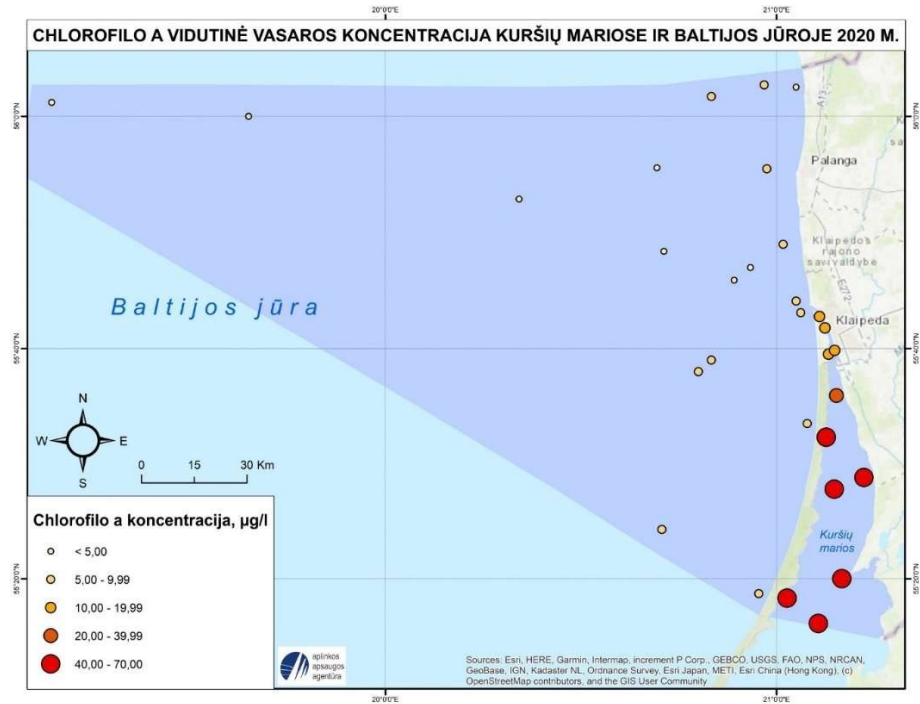 20°0'0"E
21°0'0"E
CHLOROFILO A VIDUTINĖ VASAROS KONCENTRACIJA KURŠIŲ MARIOSE IR BALTIJOS JŪROJE 2020 M.
56°0'0"N
56°0'0"N
A13
Palanga
Klaipėdos
rajono
savivaldybė
E272
Baltijos jūra
Klaipeda
55°40'0"N
55°40'0"N
N
W
E
S
0 15 30 Km
Chlorofilo a koncentracija, µg/l
< 5,00
5,00 - 9,99
10,00 - 19,99
20,00 - 39,99
40,00 - 70,00
Kuršių
marios
55°20'0"N
55°20'0"N
aplinkos
apsaugos
agentūra
Sources: Esri, HERE, Garmin, Intermap, increment P Corp., GEBCO, USGS, FAO, NPS, NRCAN,
GeoBase, IGN, Kadaster NL, Ordnance Survey, Esri Japan, METI, Esri China (Hong Kong), (c)
OpenStreetMap contributors, and the GIS User Community
20°0'0"E
21°0'0"E